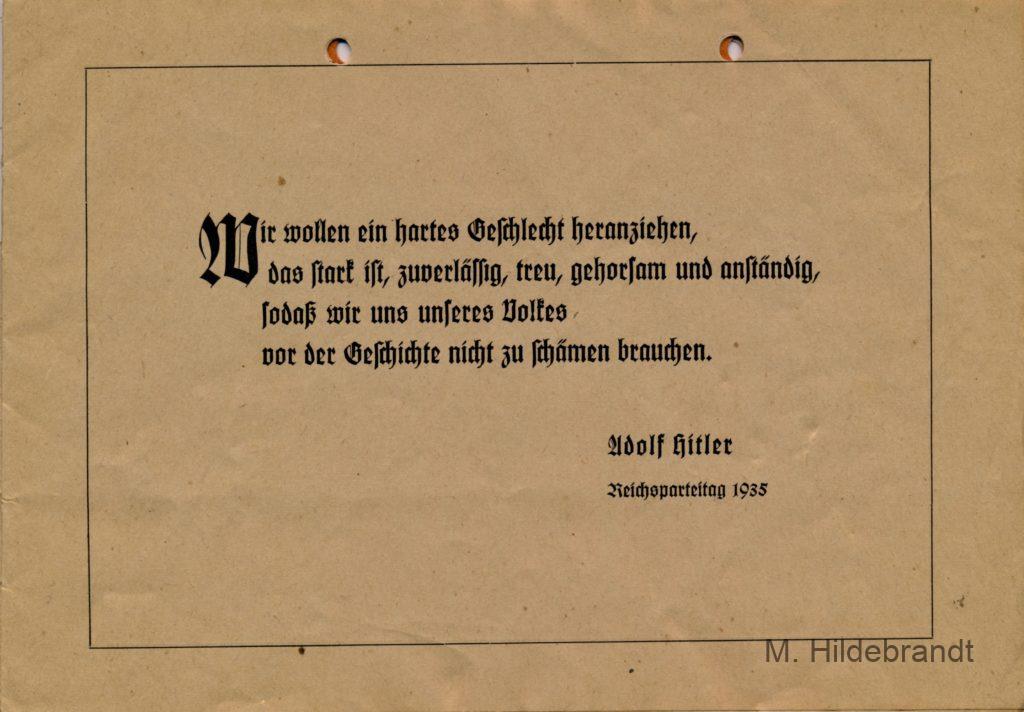 Wir wollen ein hartes Geschlecht heranziehen,
das stark ist, zuverlässig, treu, gehorsam und anständig,
sodaß wir uns unseres Volkes
vor der Geschichte nicht zu schämen brauchen.
Adolf Hitler
Reichsparteitag 1935
M. Hildebrandt